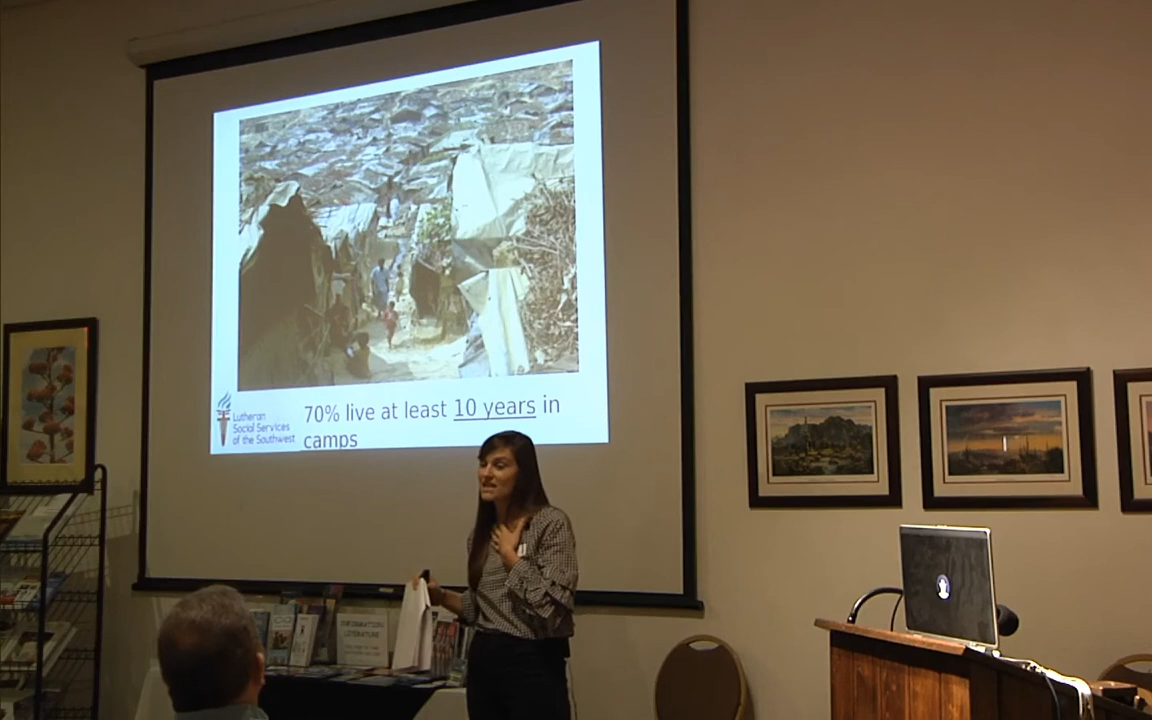 Lutheran
Social Services
of the Southwest
70% live at least 10 years in
camps
INFORMATION
LITERATURE